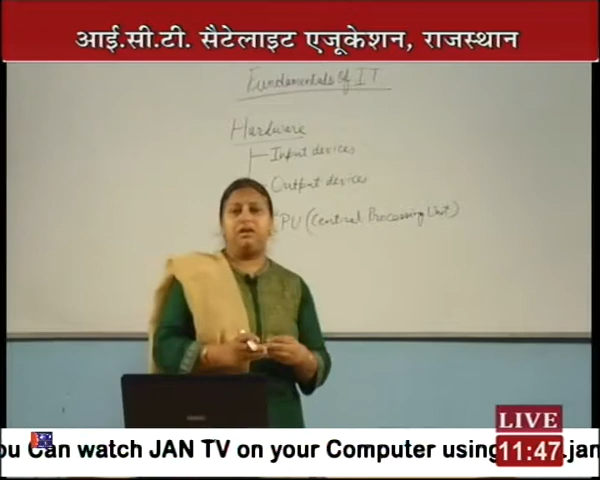 आई.सी.टी. सैटेलाइट एजूकेशन, राजस्थान
Fundamentals of IT
Hardware
Input devices
Output devices
PU (Central Processing Unit)
LIVE
ou Can watch JAN TV on your Computer using
11:47
.jan